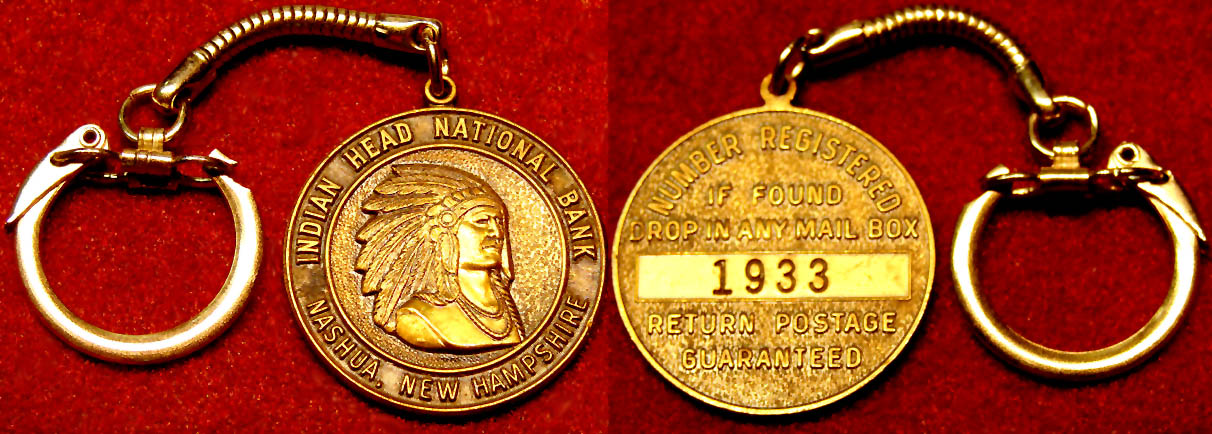 INDIAN HEAD NATIONAL BANK
NASHUA, NEW HAMPSHIRE
NUMBER REGISTERED
IF FOUND
DROP IN ANY MAIL BOX
1933
RETURN POSTAGE
GUARANTEED